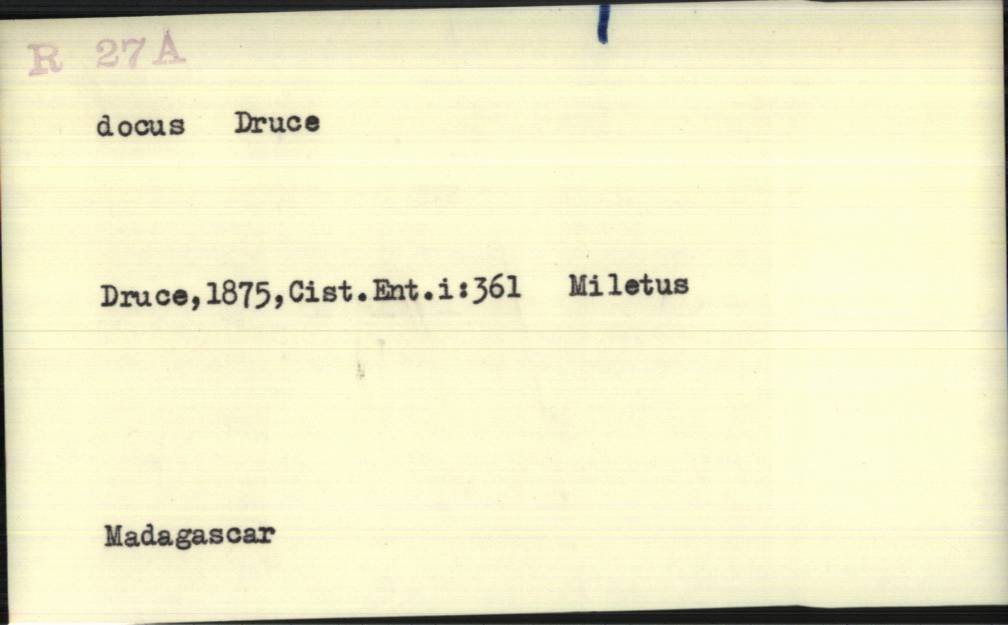 R 27A
docus Druce
Druce,1875,Cist.Ent.i:361 Miletus
Madagascar